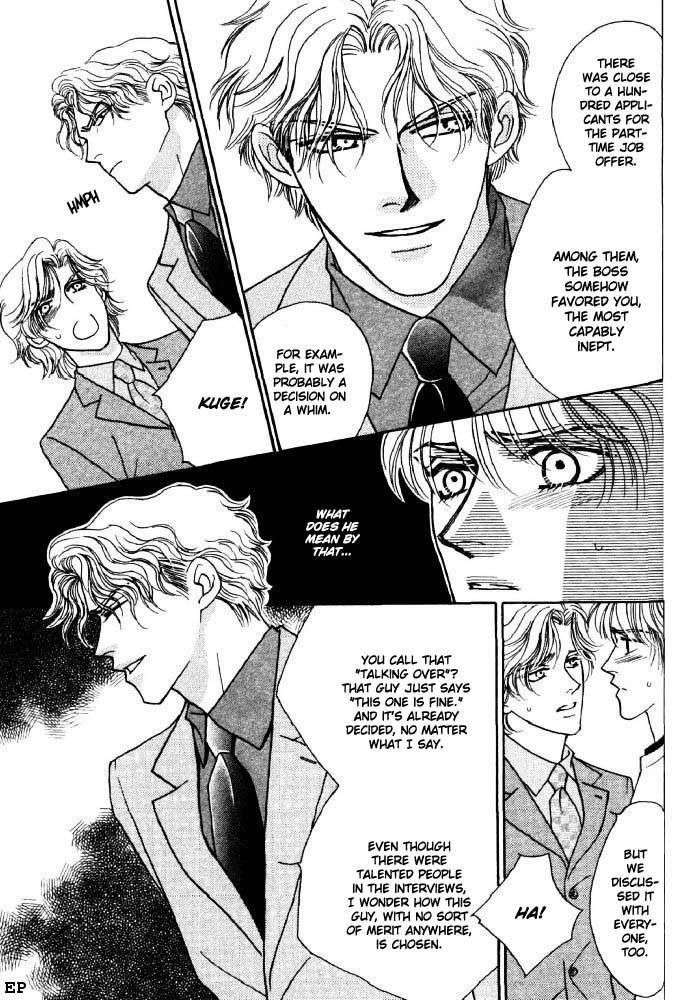 THERE
WAS CLOSE
TO A HUN-
DRED APPLI-
CANTS FOR
THE PART-
TIME JOB
OFFER.
AMONG THEM,
THE BOSS
SOMEHOW
FAVORED YOU,
THE MOST
CAPABLY
INEPT.
FOR EXAM-
PLE, IT WAS
PROBABLY A
DECISION ON
A WHIM.
HMPH
KUGE!
WHAT
DOES HE
MEAN BY
THAT...
BUT
WE
DISCUS-
SED IT
WITH
EVERY-
ONE,
TOO.
HA!
YOU CALL THAT
"TALKING OVER"?
THAT GUY JUST SAYS
"THIS ONE IS FINE."
AND IT'S ALREADY
DECIDED, NO MATTER
WHAT I SAY.
EVEN THOUGH
THERE WERE
TALENTED PEOPLE
IN THE INTERVIEWS,
I WONDER HOW THIS
GUY, WITH NO SORT
OF MERIT ANYWHERE,
IS CHOSEN.
EP